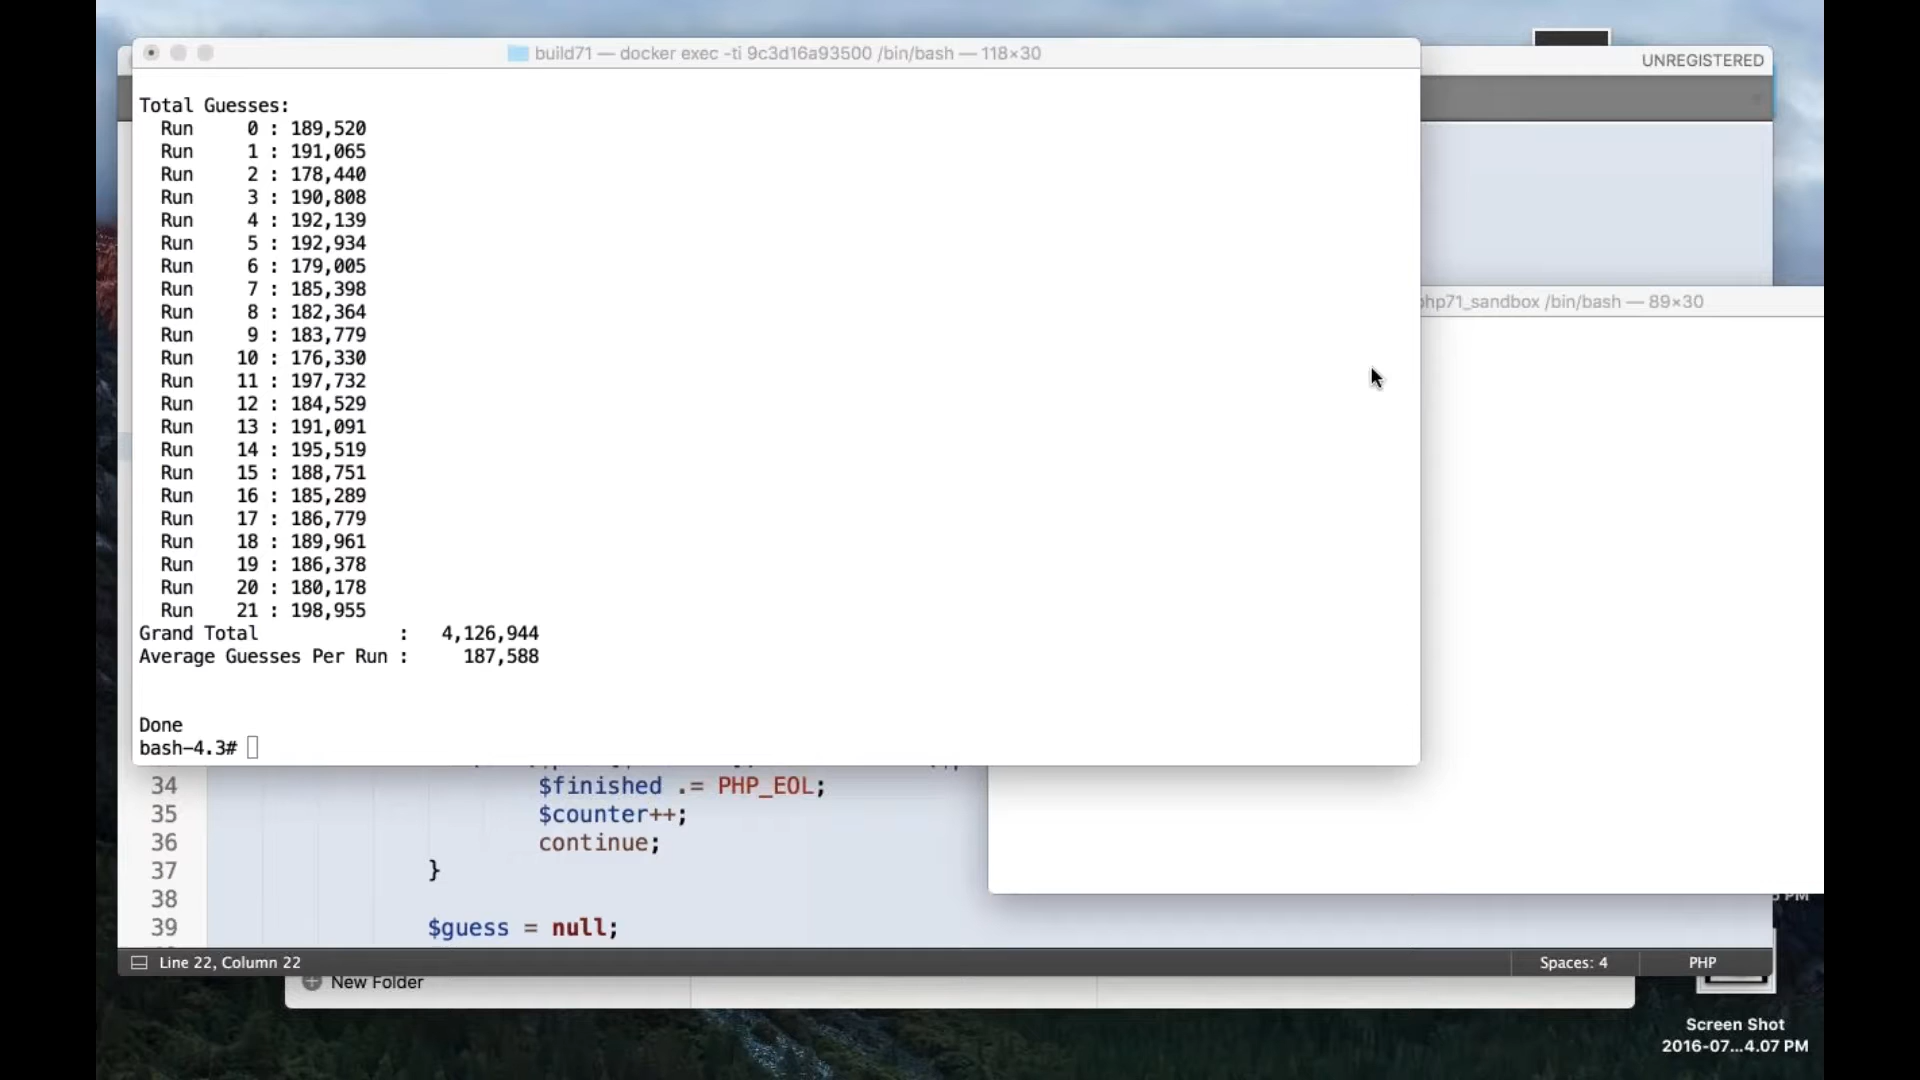 build71 — docker exec -ti 9c3d16a93500 /bin/bash — 118×30
UNREGISTERED
Total Guesses:
Run 0 : 189,520
Run 1 : 191,065
Run 2 : 178,440
Run 3 : 190,808
Run 4 : 192,139
Run 5 : 192,934
Run 6 : 179,005
Run 7 : 185,398
Run 8 : 182,364
Run 9 : 183,779
Run 10 : 176,330
Run 11 : 197,732
Run 12 : 184,529
Run 13 : 191,091
Run 14 : 195,519
Run 15 : 188,751
Run 16 : 185,289
Run 17 : 186,779
Run 18 : 189,961
Run 19 : 186,378
Run 20 : 180,178
Run 21 : 198,955
Grand Total : 4,126,944
Average Guesses Per Run : 187,588
Done
bash-4.3#
php71_sandbox /bin/bash — 89×30
34 $finished .= PHP_EOL;
35 $counter++;
36 continue;
37 }
38
39 $guess = null;
PM
Line 22, Column 22
Spaces: 4
PHP
New Folder
Screen Shot
2016-07...4.07 PM